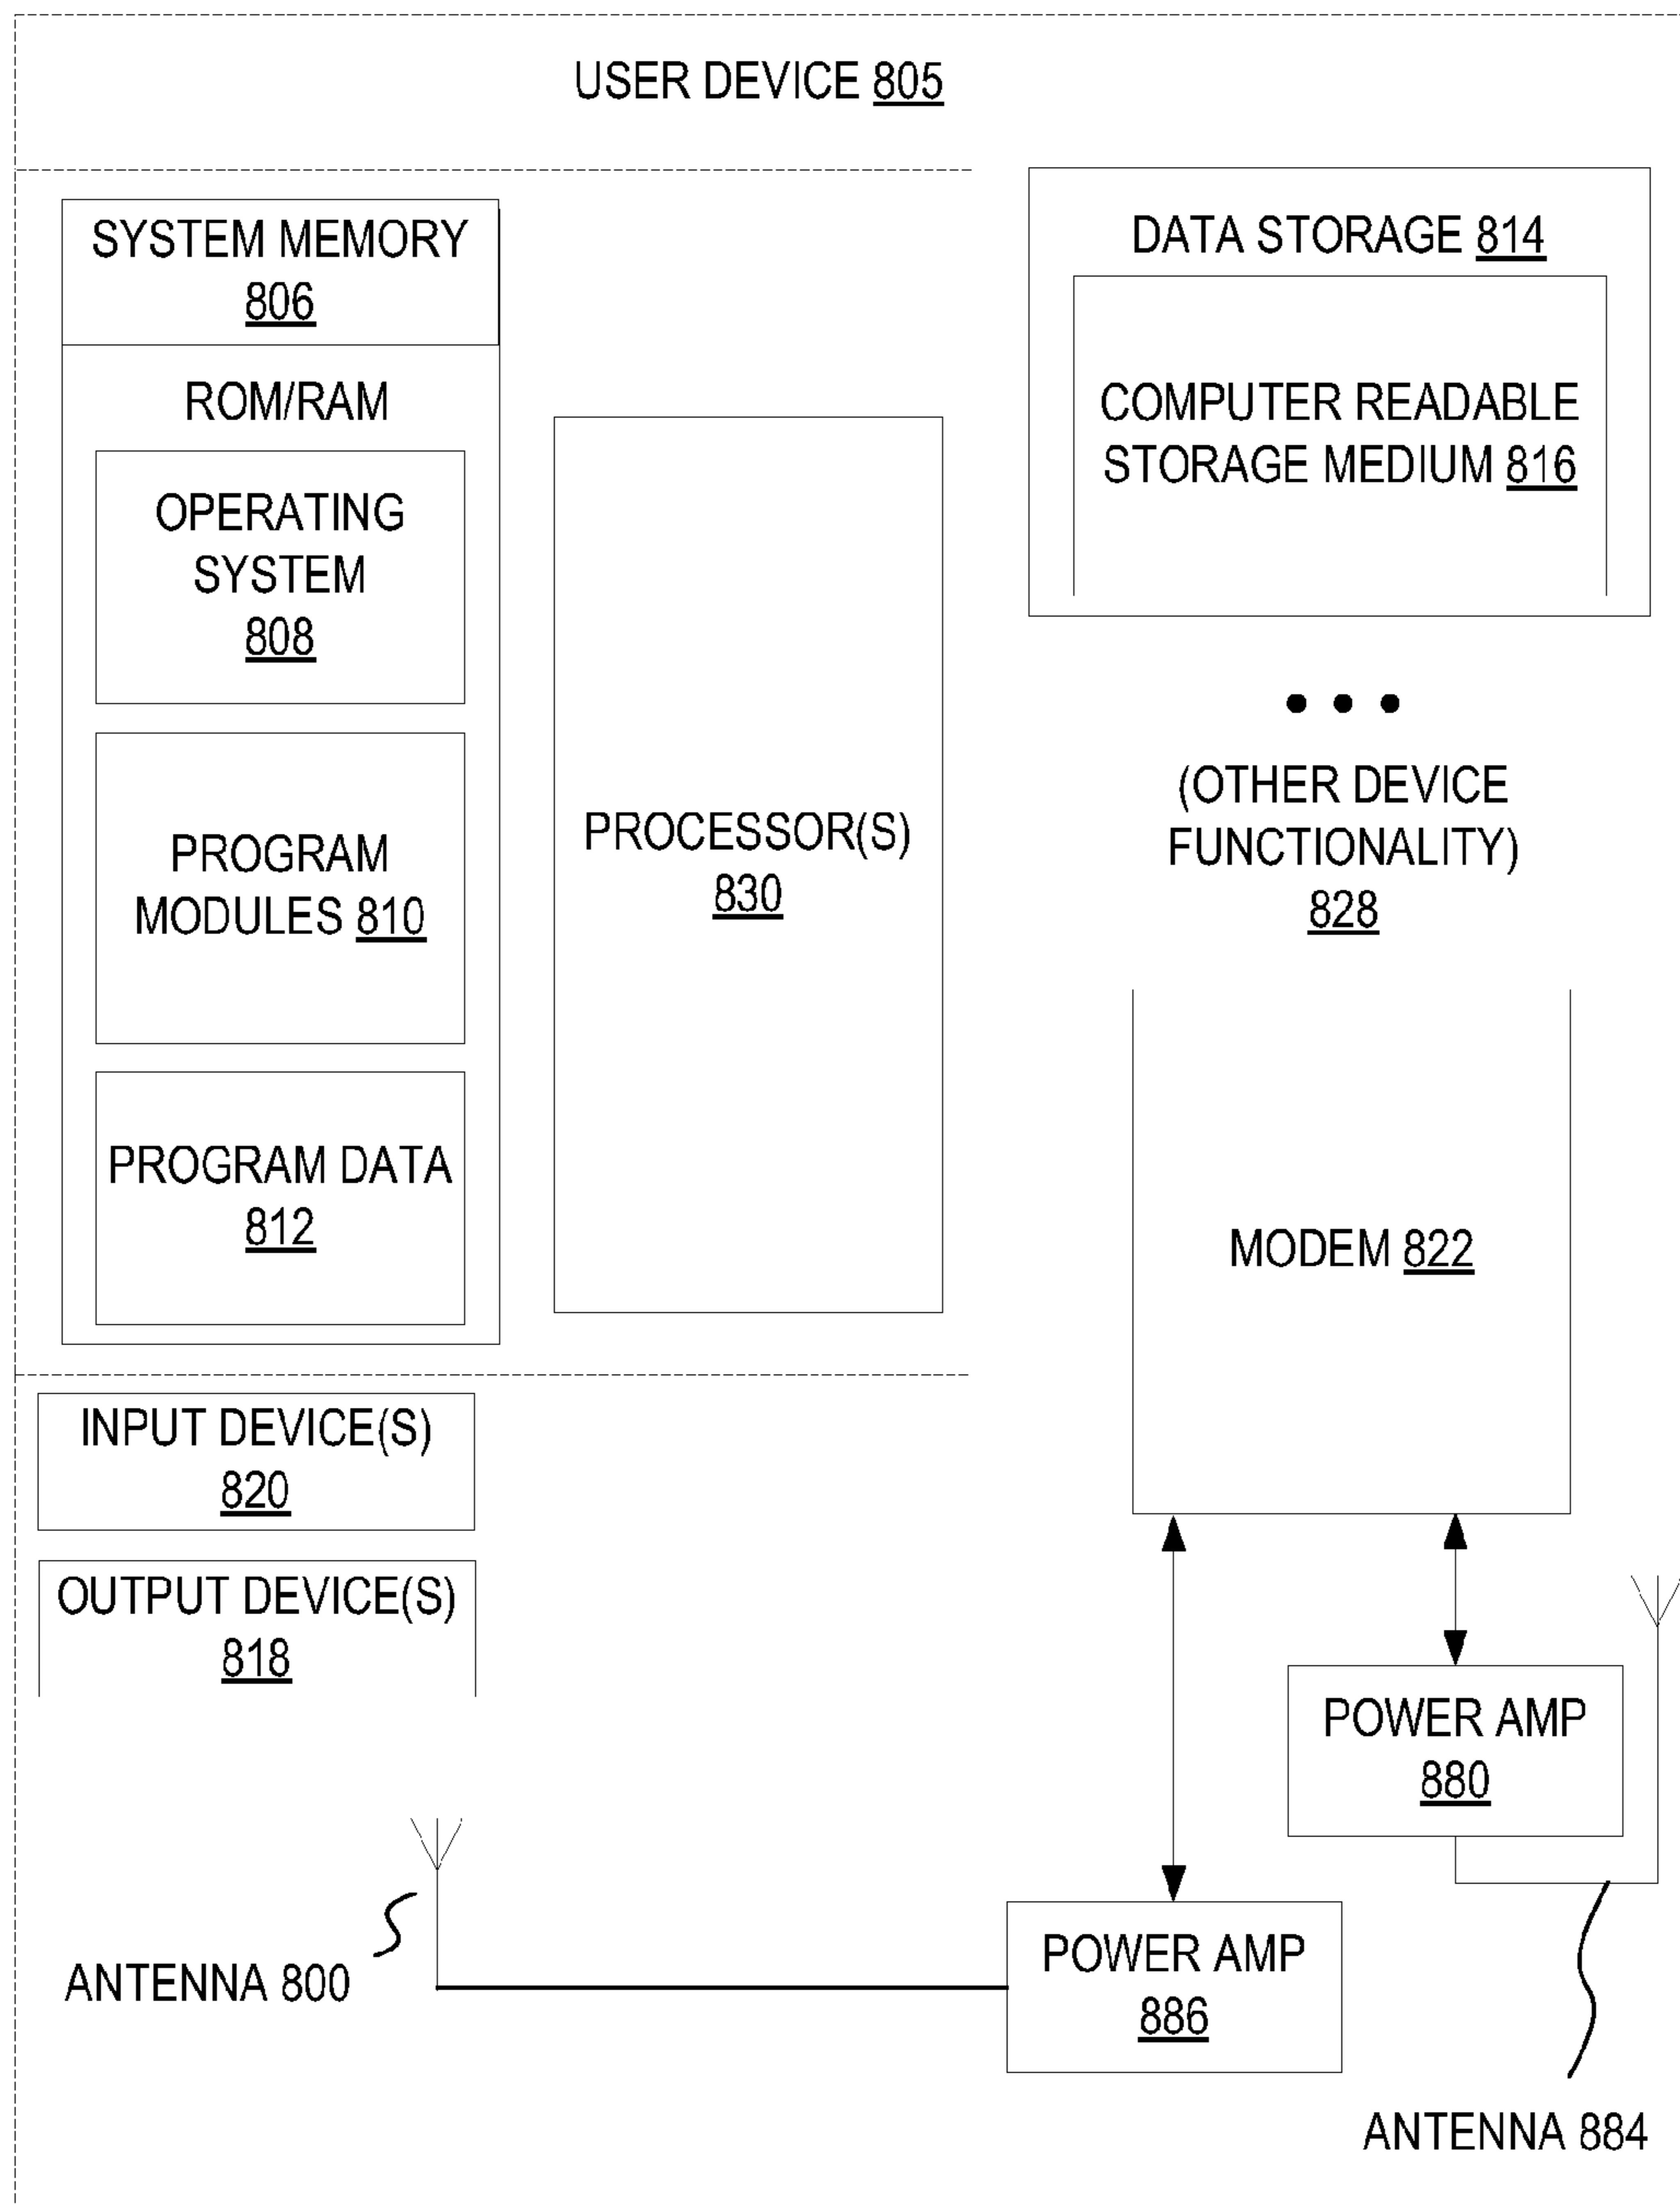 USER DEVICE 805
SYSTEM MEMORY
806
ROM/RAM
OPERATING
SYSTEM
808
PROGRAM
MODULES 810
PROGRAM DATA
812
PROCESSOR(S)
830
DATA STORAGE 814
COMPUTER READABLE
STORAGE MEDIUM 816
(OTHER DEVICE
FUNCTIONALITY)
828
MODEM 822
INPUT DEVICE(S)
820
OUTPUT DEVICE(S)
818
POWER AMP
880
ANTENNA 800
POWER AMP
886
ANTENNA 884